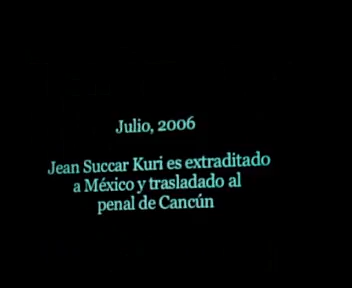 Julio, 2006
Jean Succar Kuri es extraditado
a México y trasladado al
penal de Cancún